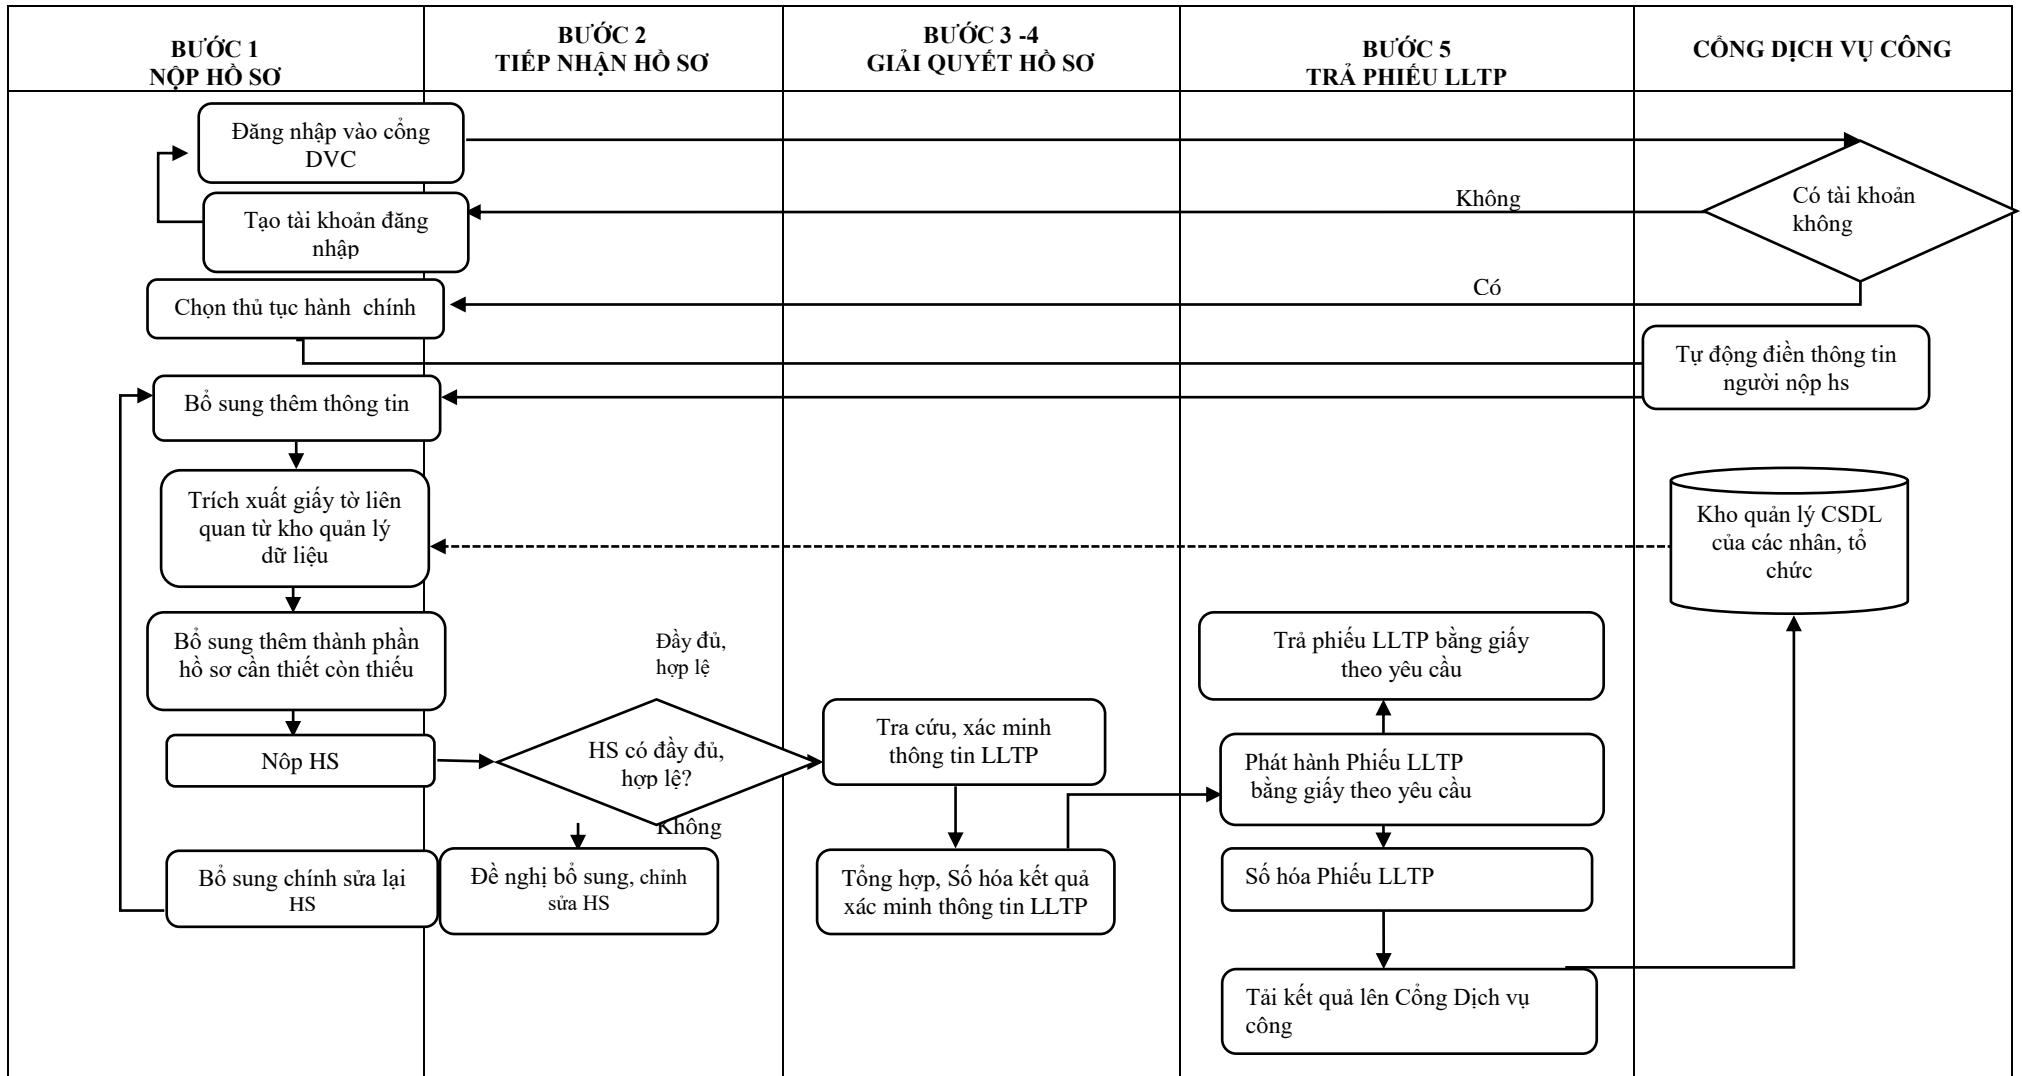 BƯỚC 1
NỘP HỒ SƠ
BƯỚC 2
TIẾP NHẬN HỒ SƠ
BƯỚC 3 -4
GIẢI QUYẾT HỒ SƠ
BƯỚC 5
TRẢ PHIẾU LLTP
CỔNG DỊCH VỤ CÔNG
Đăng nhập vào cổng
DVC
Tạo tài khoản đăng
nhập
Không
Có tài khoản
không
Có
Chọn thủ tục hành chính
Tự động điền thông tin
người nộp hs
Bổ sung thêm thông tin
Trích xuất giấy tờ liên
quan từ kho quản lý
dữ liệu
Kho quản lý CSDL
của các nhân, tổ
chức
Bổ sung thêm thành phần
hồ sơ cần thiết còn thiếu
Đầy đủ,
hợp lệ
Trả phiếu LLTP bằng giấy
theo yêu cầu
Nôp HS
HS có đầy đủ,
hợp lệ?
Tra cứu, xác minh
thông tin LLTP
Phát hành Phiếu LLTP
bằng giấy theo yêu cầu
Không
Bổ sung chính sửa lại
HS
Đề nghị bổ sung, chỉnh
sửa HS
Tổng hợp, Số hóa kết quả
xác minh thông tin LLTP
Số hóa Phiếu LLTP
Tải kết quả lên Cổng Dịch vụ
công